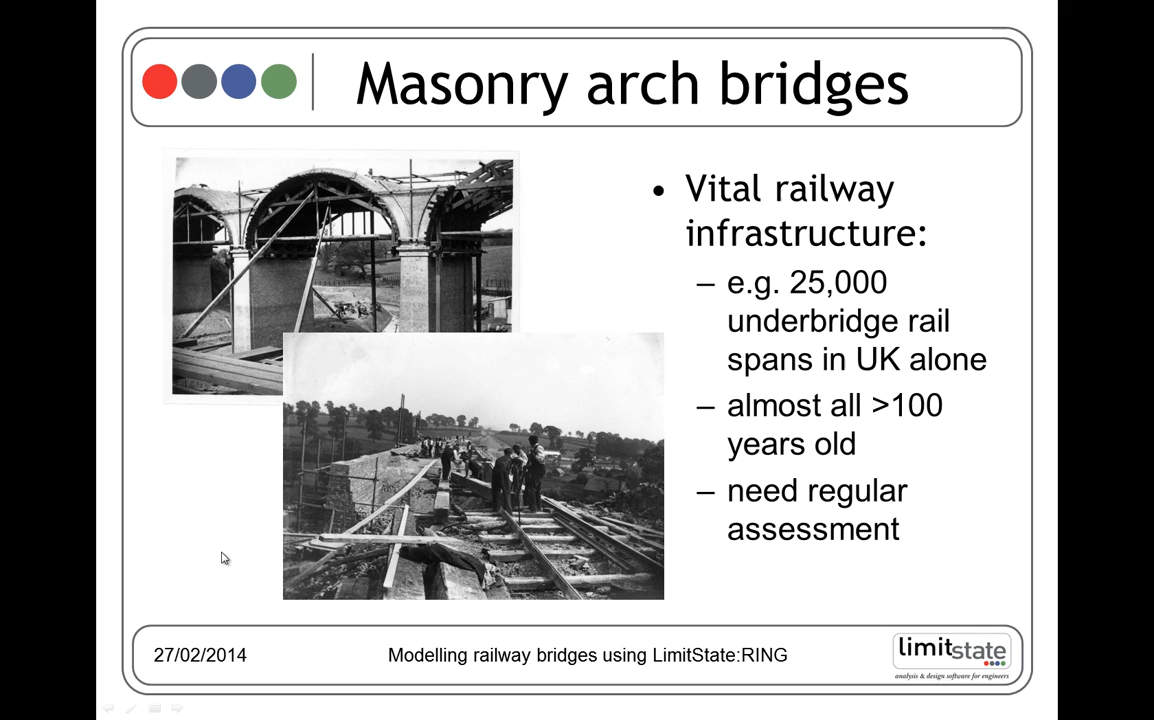 Masonry arch bridges
• Vital railway
infrastructure:
– e.g. 25,000
underbridge rail
spans in UK alone
– almost all >100
years old
– need regular
assessment
27/02/2014
Modelling railway bridges using LimitState:RING
limitstate
analysis & design software for engineers